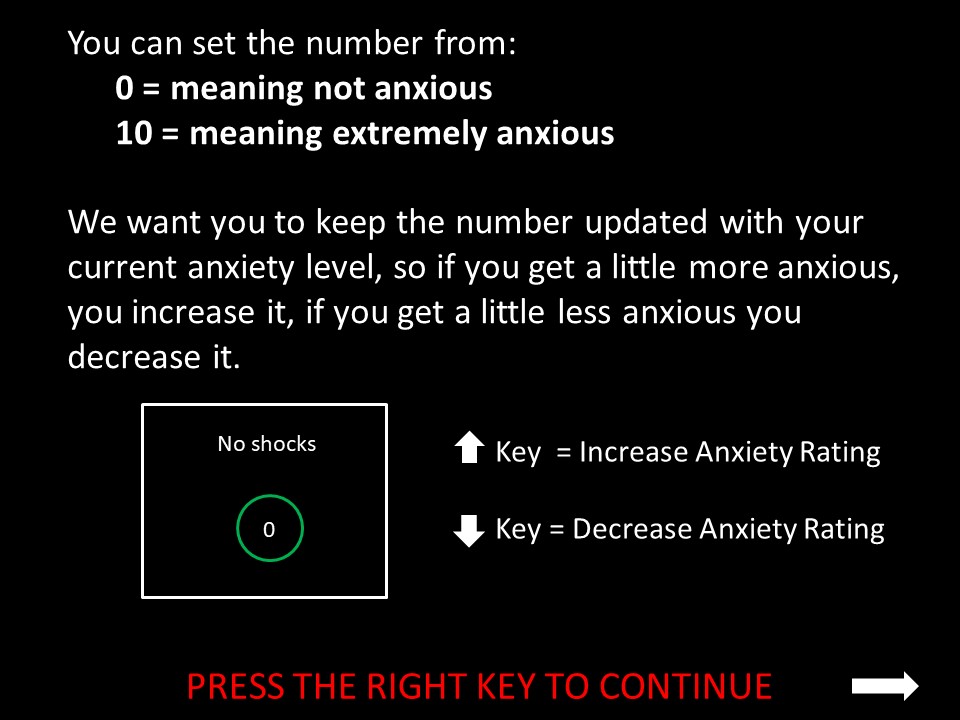 You can set the number from:
0 = meaning not anxious
10 = meaning extremely anxious
We want you to keep the number updated with your
current anxiety level, so if you get a little more anxious,
you increase it, if you get a little less anxious you
decrease it.
No shocks
0
Key = Increase Anxiety Rating
Key = Decrease Anxiety Rating
PRESS THE RIGHT KEY TO CONTINUE